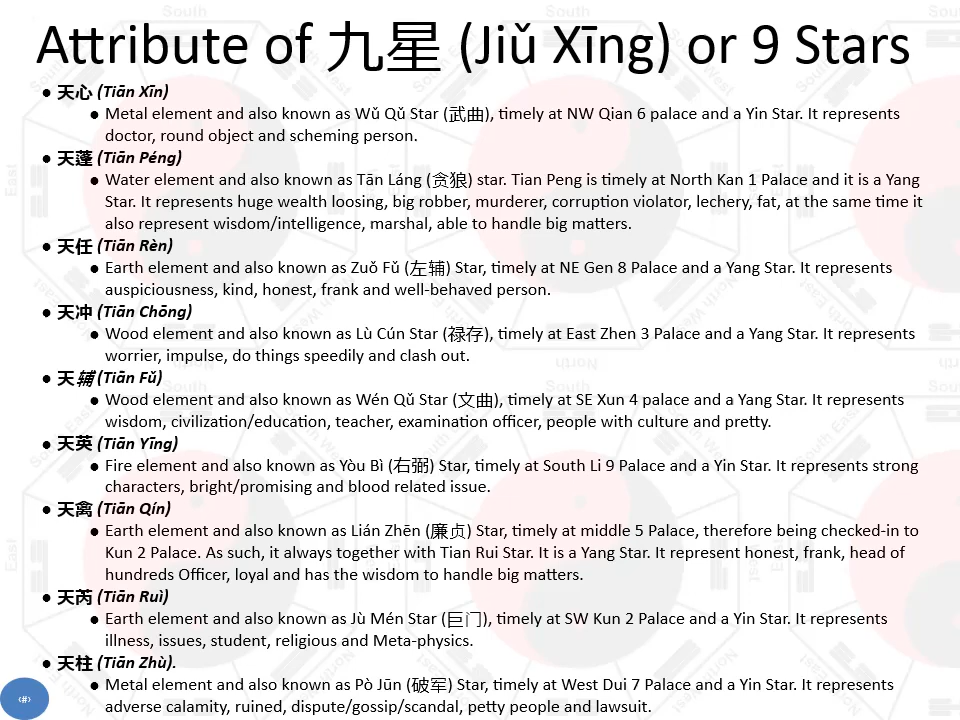 Attribute of 九星 (Jiǔ Xīng) or 9 Stars
● 天心 (Tiān Xīn)
● Metal element and also known as Wǔ Qǔ Star (武曲), timely at NW Qian 6 palace and a Yin Star. It represents
doctor, round object and scheming person.
● 天蓬 (Tiān Péng)
● Water element and also known as Tān Láng (贪狼) star. Tian Peng is timely at North Kan 1 Palace and it is a Yang
Star. It represents huge wealth loosing, big robber, murderer, corruption violator, lechery, fat, at the same time it
also represent wisdom/intelligence, marshal, able to handle big matters.
● 天任 (Tiān Rèn)
● Earth element and also known as Zuǒ Fǔ (左辅) Star, timely at NE Gen 8 Palace and a Yang Star. It represents
auspiciousness, kind, honest, frank and well-behaved person.
● 天冲 (Tiān Chōng)
● Wood element and also known as Lù Cún Star (禄存), timely at East Zhen 3 Palace and a Yang Star. It represents
worrier, impulse, do things speedily and clash out.
● 天辅 (Tiān Fǔ)
● Wood element and also known as Wén Qǔ Star (文曲), timely at SE Xun 4 palace and a Yang Star. It represents
wisdom, civilization/education, teacher, examination officer, people with culture and pretty.
● 天英 (Tiān Yīng)
● Fire element and also known as Yòu Bì (右弼) Star, timely at South Li 9 Palace and a Yin Star. It represents strong
characters, bright/promising and blood related issue.
● 天禽 (Tiān Qín)
● Earth element and also known as Lián Zhēn (廉贞) Star, timely at middle 5 Palace, therefore being checked-in to
Kun 2 Palace. As such, it always together with Tian Rui Star. It is a Yang Star. It represent honest, frank, head of
hundreds Officer, loyal and has the wisdom to handle big matters.
● 天芮 (Tiān Ruì)
● Earth element and also known as Jù Mén Star (巨门), timely at SW Kun 2 Palace and a Yin Star. It represents
illness, issues, student, religious and Meta-physics.
● 天柱 (Tiān Zhù).
● Metal element and also known as Pò Jūn (破军) Star, timely at West Dui 7 Palace and a Yin Star. It represents
adverse calamity, ruined, dispute/gossip/scandal, petty people and lawsuit.
‹#›